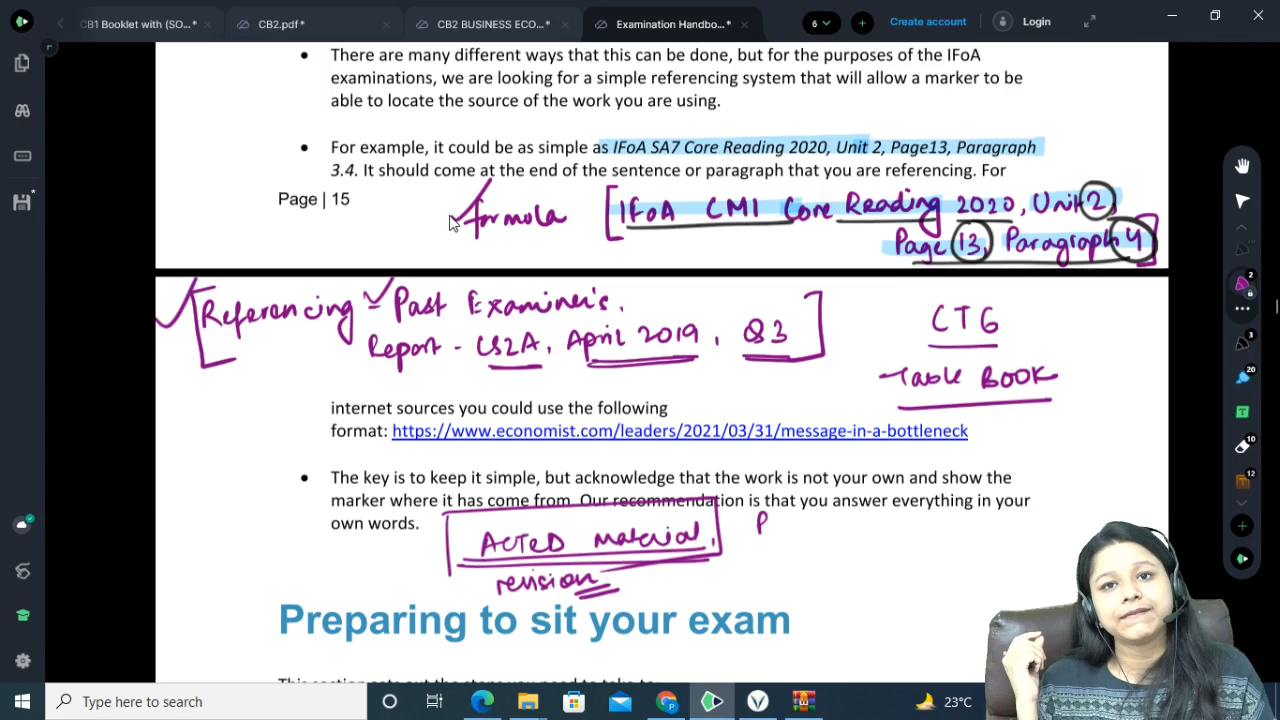 CB1 Booklet with (SO...* CB2.pdf* CB2 BUSINESS ECO...* Examination Handbo...* 6 Create account Login
There are many different ways that this can be done, but for the purposes of the IFoA
examinations, we are looking for a simple referencing system that will allow a marker to be
able to locate the source of the work you are using.
For example, it could be as simple as IFoA SA7 Core Reading 2020, Unit 2, Page13, Paragraph
3.4. It should come at the end of the sentence or paragraph that you are referencing. For
Page | 15
formula [IFoA CM1 Core Reading 2020, Unit 2,
Page 13, Paragraph 4]
Referencing - Past Examiner's.
Report - CS2A, April 2019, Q3
CT6
Table BOOK
internet sources you could use the following
format: https://www.economist.com/leaders/2021/03/31/message-in-a-bottleneck
The key is to keep it simple, but acknowledge that the work is not your own and show the
marker where it has come from. Our recommendation is that you answer everything in your
own words.
ACTED material, P
revision
Preparing to sit your exam
2
3
20
10
12
Type here to search 23°C